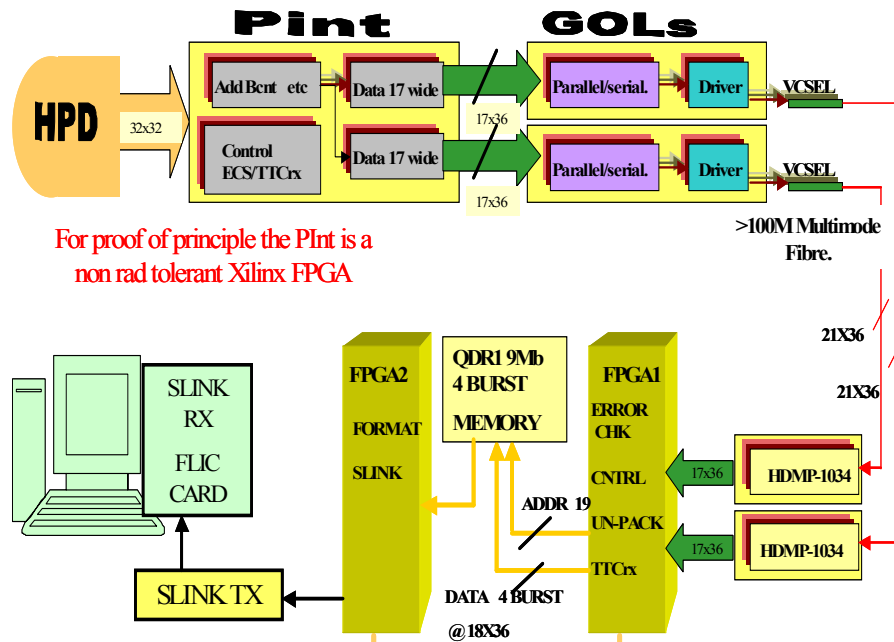 Pint
GOLs
HPD
32x32
Add Bcnt etc
Data 17 wide
Control
ECS/TTCrx
Data 17 wide
17x36
17x36
Parallel/serial.
Driver
VCSEL
Parallel/serial.
Driver
VCSEL
>100M Multimode
Fibre.
For proof of principle the PInt is a
non rad tolerant Xilinx FPGA
21X36
21X36
SLINK
RX
FLIC
CARD
SLINK TX
FPGA2
FORMAT
SLINK
QDR1 9Mb
4 BURST
MEMORY
ADDR 19
DATA 4 BURST
@ 18X36
FPGA1
ERROR
CHK
CNTRL
UN-PACK
TTCrx
17x36
HDMP-1034
17x36
HDMP-1034